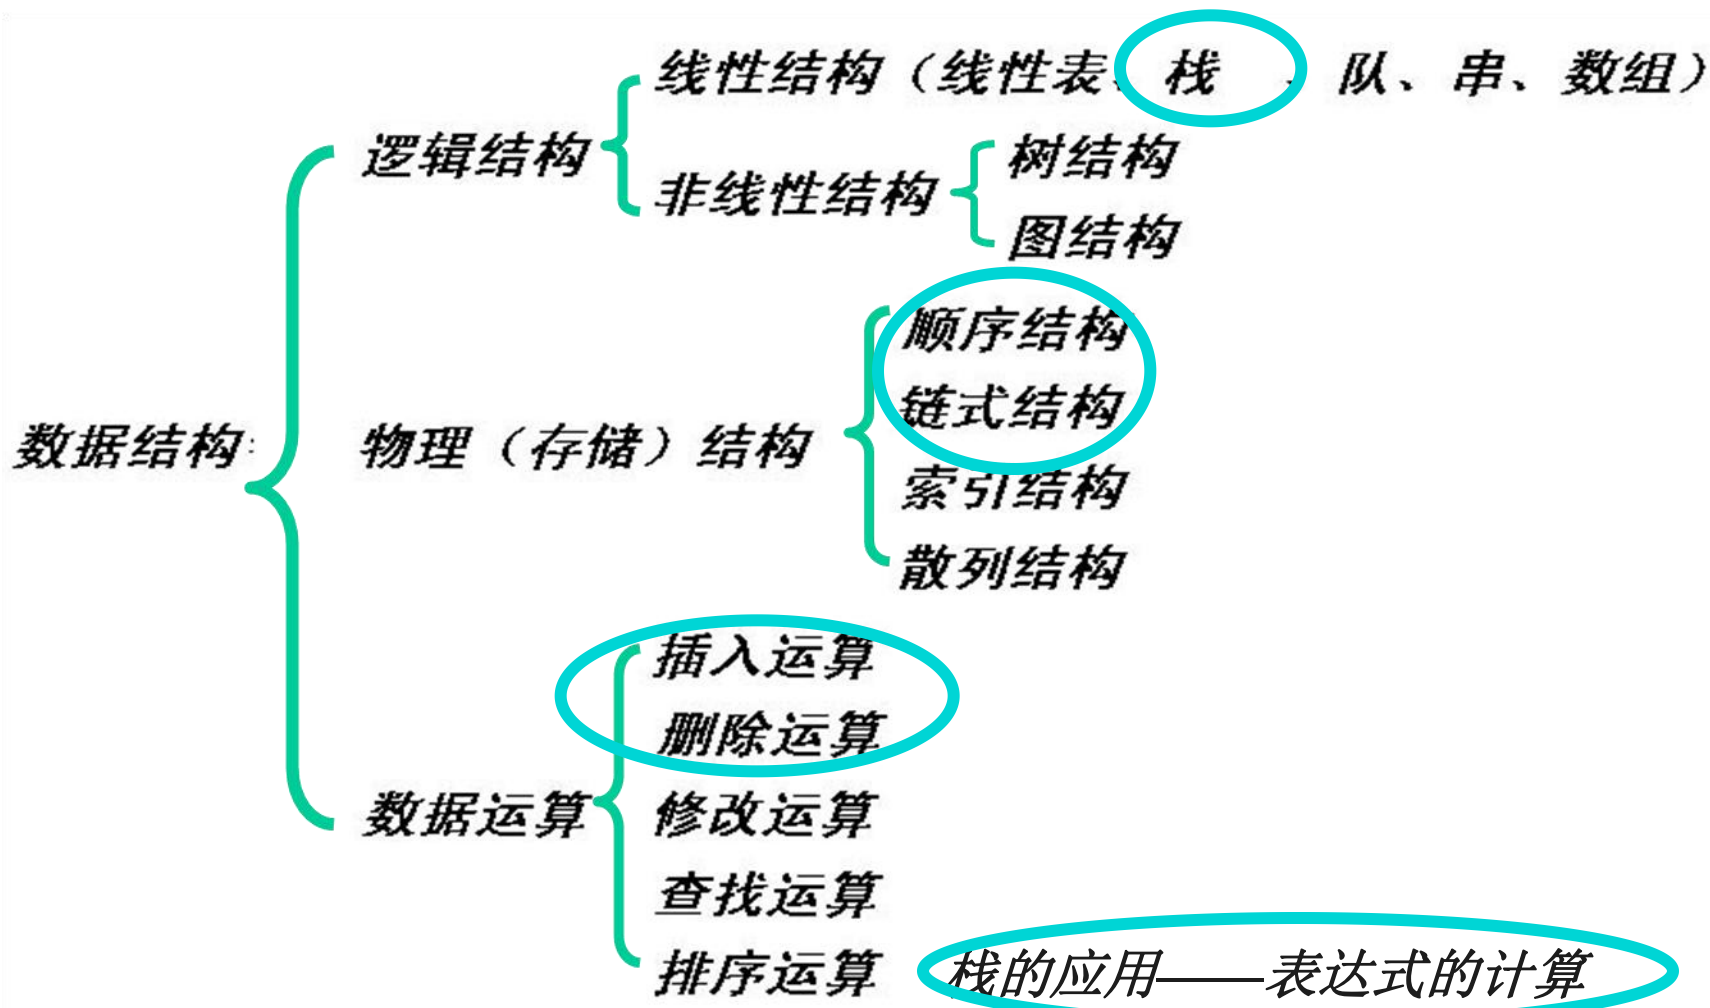 线性结构（线性表、栈、队、串、数组）
逻辑结构
非线性结构
树结构
图结构
顺序结构
链式结构
数据结构:
物理（存储）结构
索引结构
散列结构
插入运算
删除运算
数据运算
修改运算
查找运算
排序运算
栈的应用——表达式的计算